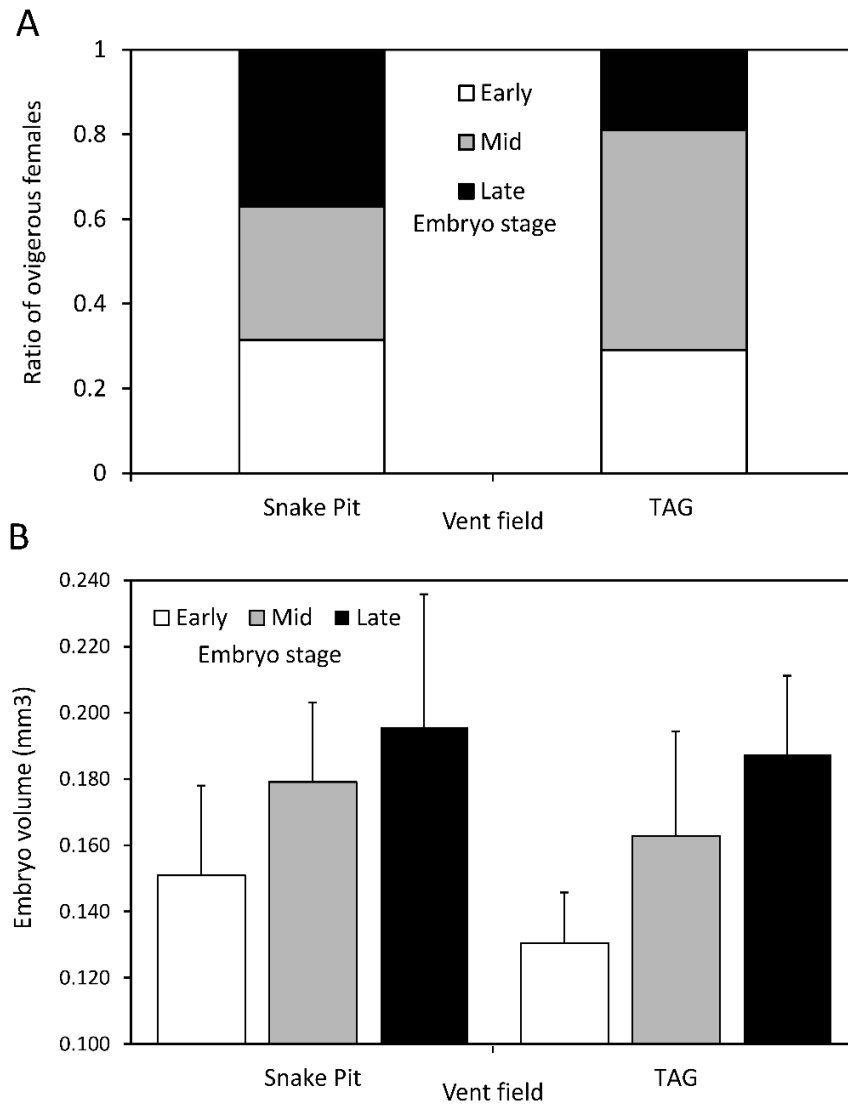 A
1
0.8
0.6
0.4
0.2
0
Ratio of ovigerous females
Early
Mid
Late
Embryo stage
Snake Pit
TAG
Vent field
B
0.240
0.220
0.200
0.180
0.160
0.140
0.120
0.100
Embryo volume (mm3)
Early Mid Late
Embryo stage
Snake Pit
TAG
Vent field